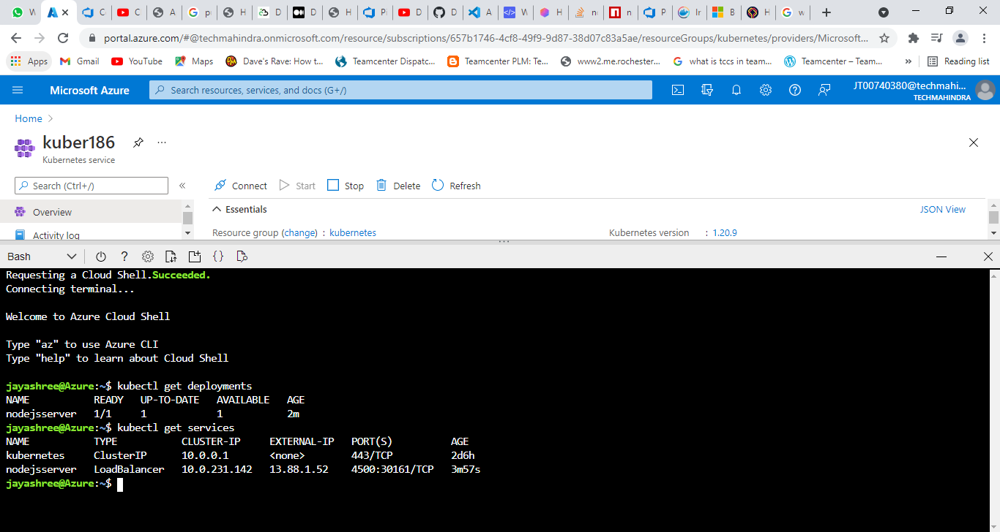 W
C
C
A
p
H
D
D
H
Pi
D
D
A
W
H
n
n
P
Ir
B
H
w
portal.azure.com/#@techmahindra.onmicrosoft.com/resource/subscriptions/657b1746-4cf8-49f9-9d87-38d07c83a5ae/resourceGroups/kubernetes/providers/Microsoft...
Apps Gmail YouTube Maps Dave's Rave: How t... Teamcenter Dispatc... Teamcenter PLM: Te... www2.me.rochester... what is tccs in team... Teamcenter – Team... » Reading list
Microsoft Azure Search resources, services, and docs (G+/) JT00740380@techmahi...
TECHMAHINDRA
Home >
kuber186 ...
Kubernetes service
Search (Ctrl+/) « Connect Start Stop Delete Refresh
Overview Essentials JSON View
Activity log
Resource group (change) : kubernetes Kubernetes version : 1.20.9
Bash ? {}
Requesting a Cloud Shell.Succeeded.
Connecting terminal...
Welcome to Azure Cloud Shell
Type "az" to use Azure CLI
Type "help" to learn about Cloud Shell
jayashree@Azure:~$ kubectl get deployments
NAME READY UP-TO-DATE AVAILABLE AGE
nodejsserver 1/1 1 1 2m
jayashree@Azure:~$ kubectl get services
NAME TYPE CLUSTER-IP EXTERNAL-IP PORT(S) AGE
kubernetes ClusterIP 10.0.0.1 <none> 443/TCP 2d6h
nodejsserver LoadBalancer 10.0.231.142 13.88.1.52 4500:30161/TCP 3m57s
jayashree@Azure:~$